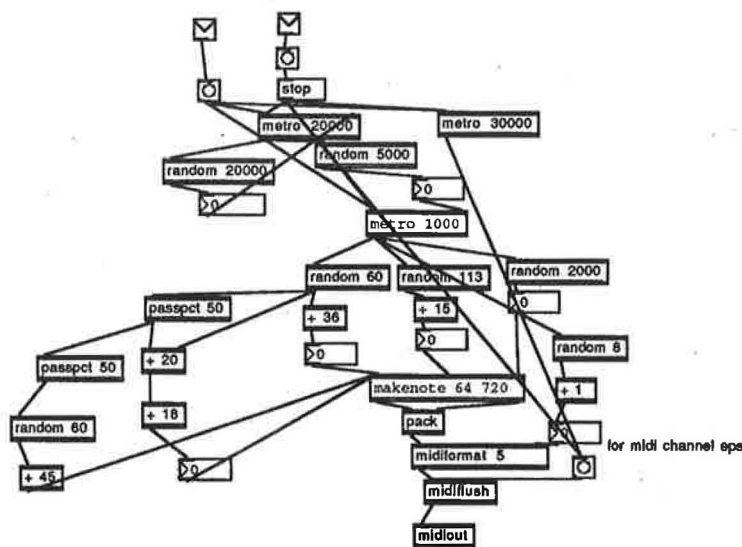 stop
metro 20000
metro 30000
random 5000
random 20000
>0
>0
metro 1000
random 60
random 113
random 2000
0
passpct 50
+ 36
+ 15
+ 20
>0
>0
random 8
passpct 50
makenote 64 720
+ 1
+ 18
pack
random 60
>0
for midi channel eps
midiformat 5
+ 45
>0
midiflush
midiout